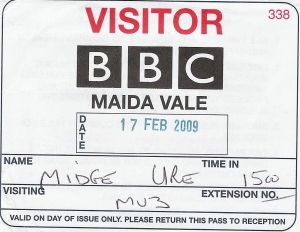 VISITOR 338
BBC
MAIDA VALE
DATE 17 FEB 2009
NAME TIME IN
MIDGE URE 1500
VISITING EXTENSION NO.
MV3
VALID ON DAY OF ISSUE ONLY. PLEASE RETURN THIS PASS TO RECEPTION